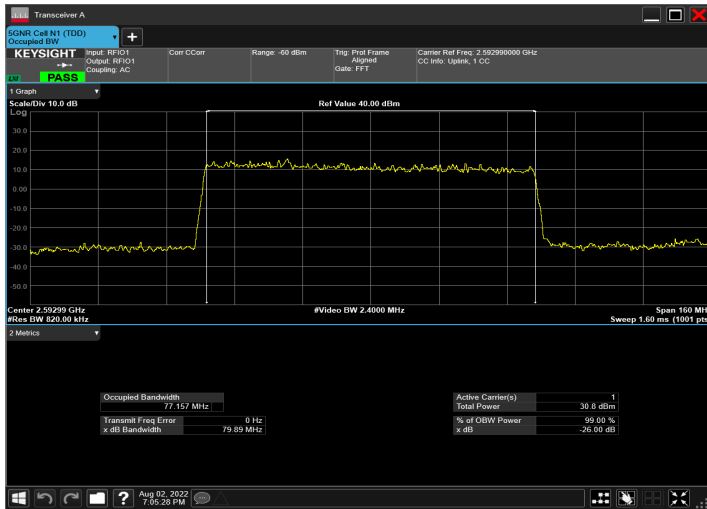 Transceiver A
5GNR Cell N1 (TDD)
Occupied BW
KEYSIGHT
Input: RFIO1
Output: RFIO1
Coupling: AC
Corr CCorr
Range: -60 dBm
Trig: Prot Frame
Aligned
Gate: FFT
Carrier Ref Freq: 2.592990000 GHz
CC Info: Uplink, 1 CC
LXI
PASS
1 Graph
Scale/Div 10.0 dB
Ref Value 40.00 dBm
Log
30.0
20.0
10.0
0.00
-10.0
-20.0
-30.0
-40.0
-50.0
Center 2.59299 GHz
#Video BW 2.4000 MHz
Span 160 MH
#Res BW 820.00 kHz
Sweep 1.60 ms (1001 pts
2 Metrics
Occupied Bandwidth
77.157 MHz
Transmit Freq Error 0 Hz
x dB Bandwidth 79.89 MHz
Active Carrier(s) 1
Total Power 30.8 dBm
% of OBW Power 99.00 %
x dB -26.00 dB
?
Aug 02, 2022
7:05:28 PM